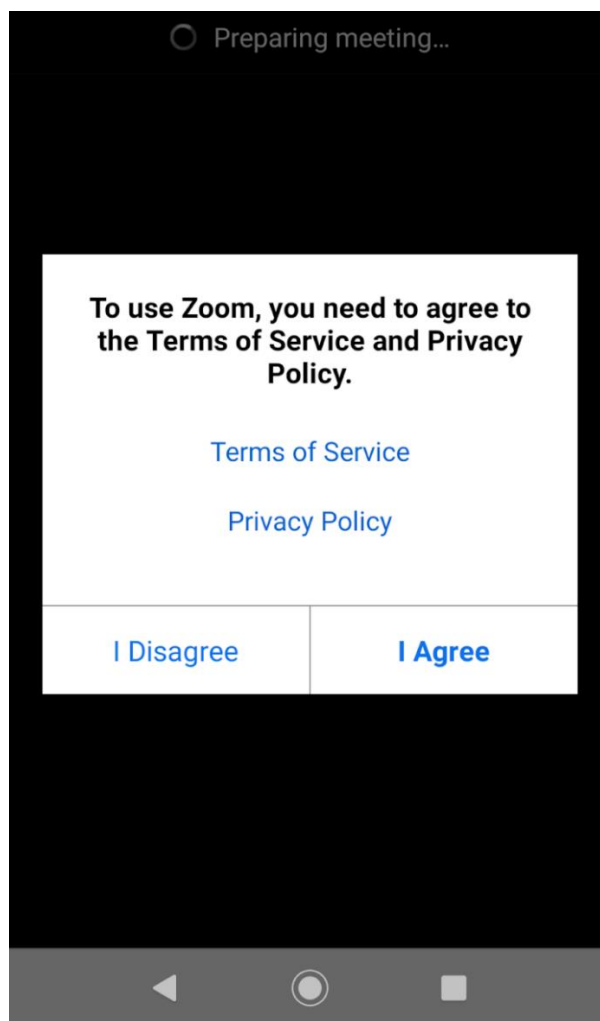 Preparing meeting...
To use Zoom, you need to agree to
the Terms of Service and Privacy
Policy.
Terms of Service
Privacy Policy
I Disagree
I Agree